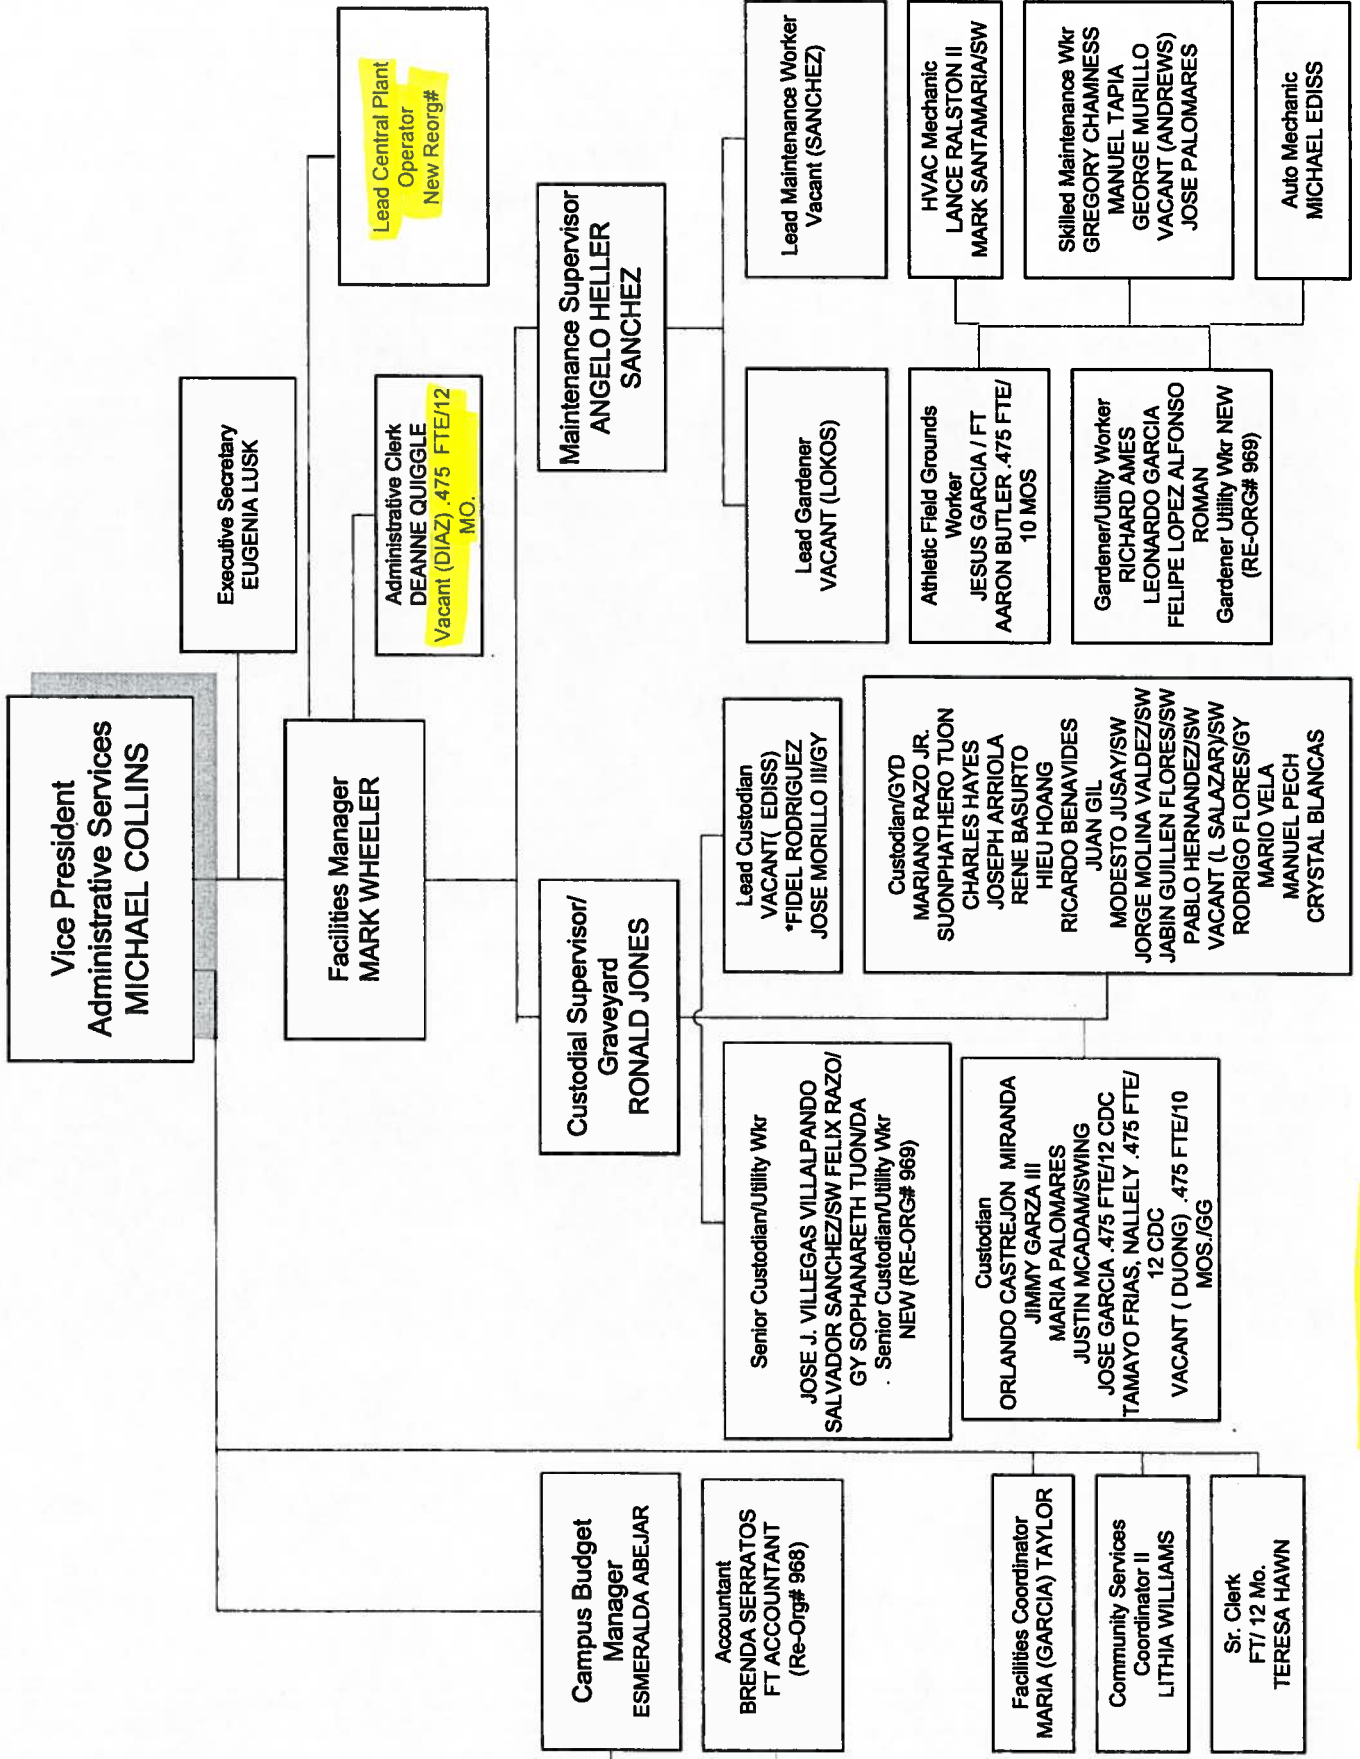 Vice President
Administrative Services
MICHAEL COLLINS
Executive Secretary
EUGENIA LUSK
Facilities Manager
MARK WHEELER
Lead Central Plant
Operator
New Reorg#
Administrative Clerk
DEANNE QUIGGLE
Vacant (DIAZ) .475 FTE/12
MO.
Campus Budget
Manager
ESMERALDA ABEJAR
Custodial Supervisor/
Graveyard
RONALD JONES
Maintenance Supervisor
ANGELO HELLER
SANCHEZ
Accountant
BRENDA SERRATOS
FT ACCOUNTANT
(Re-Org# 968)
Senior Custodian/Utility Wkr
JOSE J. VILLEGAS VILLALPANDO
SALVADOR SANCHEZ/SW FELIX RAZO/
GY SOPHANARETH TUON/DA
. Senior Custodian/Utility Wkr
NEW (RE-ORG# 969)
Lead Custodian
VACANT( EDISS)
*FIDEL RODRIGUEZ
JOSE MORILLO III/GY
Lead Gardener
VACANT (LOKOS)
Lead Maintenance Worker
Vacant (SANCHEZ)
Facilities Coordinator
MARIA (GARCIA) TAYLOR
Community Services
Coordinator II
LITHIA WILLIAMS
Sr. Clerk
FT/ 12 Mo.
TERESA HAWN
Custodian
ORLANDO CASTREJON MIRANDA
JIMMY GARZA III
MARIA PALOMARES
JUSTIN MCADAM/SWING
JOSE GARCIA .475 FTE/12 CDC
TAMAYO FRIAS, NALLELY .475 FTE/
12 CDC
VACANT ( DUONG) .475 FTE/10
MOS./GG
Custodian/GYD
MARIANO RAZO JR.
SUONPHATHERO TUON
CHARLES HAYES
JOSEPH ARRIOLA
RENE BASURTO
HIEU HOANG
RICARDO BENAVIDES
JUAN GIL
MODESTO JUSAY/SW
JORGE MOLINA VALDEZ/SW
JABIN GUILLEN FLORES/SW
PABLO HERNANDEZ/SW
VACANT (L SALAZAR)/SW
RODRIGO FLORES/GY
MARIO VELA
MANUEL PECH
CRYSTAL BLANCAS
Athletic Field Grounds
Worker
JESUS GARCIA / FT
AARON BUTLER .475 FTE/
10 MOS
Gardener/Utility Worker
RICHARD AMES
LEONARDO GARCIA
FELIPE LOPEZ ALFONSO
ROMAN
Gardener Utility Wkr NEW
(RE-ORG# 969)
HVAC Mechanic
LANCE RALSTON II
MARK SANTAMARIA/SW
Skilled Maintenance Wkr
GREGORY CHAMNESS
MANUEL TAPIA
GEORGE MURILLO
VACANT (ANDREWS)
JOSE PALOMARES
Auto Mechanic
MICHAEL EDISS